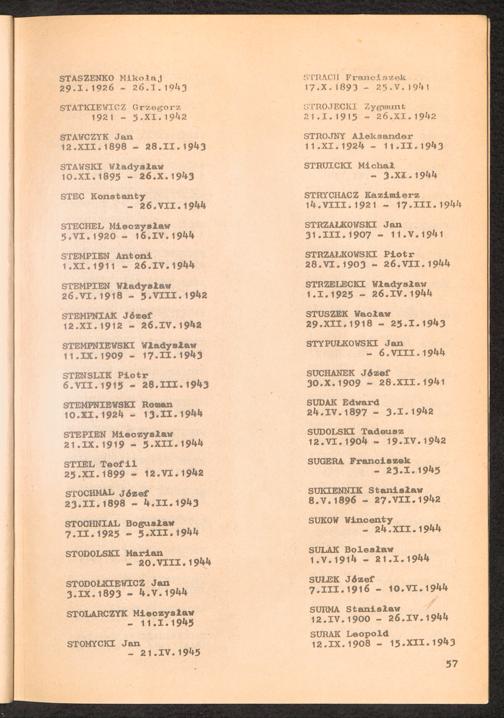 STASZENKO Mikołaj
29.I.1926 - 26.I.1943
STATKIEWICZ Grzegorz
1921 - 5.XI.1942
STAWCZYK Jan
12.XII.1898 - 28.II.1943
STAWSKI Władysław
10.XI.1895 - 26.X.1943
STEC Konstanty
- 26.VII.1944
STECHEL Mieczysław
5.VI.1920 - 16.IV.1944
STEMPIEN Antoni
1.XI.1911 - 26.IV.1944
STEMPIEN Władysław
26.VI.1918 - 5.VIII.1942
STEMPNIAK Józef
12.XI.1912 - 26.IV.1942
STEMPNIEWSKI Władysław
11.IX.1909 - 17.II.1943
STENSLIK Piotr
6.VII.1915 - 28.III.1943
STEMPNIEWSKI Roman
10.XI.1924 - 13.II.1944
STEPIEN Mieczysław
21.IX.1919 - 5.XII.1944
STIEL Teofil
25.XI.1899 - 12.VI.1942
STOCHMAL Józef
23.II.1898 - 4.II.1943
STOCHNIAL Bogusław
7.II.1925 - 5.XII.1944
STODOLSKI Marian
- 20.VIII.1944
STODOŁKIEWICZ Jan
3.IX.1893 - 4.V.1944
STOLARCZYK Mieczysław
- 11.I.1945
STOMYCKI Jan
- 21.IV.1945
STRACH Franciszek
17.X.1893 - 25.V.1941
STROJECKI Zygmunt
21.I.1915 - 26.XI.1942
STROJNY Aleksander
11.XI.1924 - 11.II.1943
STRUICKI Michał
- 3.XI.1944
STRYCHACZ Kazimierz
14.VIII.1921 - 17.III.1944
STRZAŁKOWSKI Jan
31.III.1907 - 11.V.1941
STRZAŁKOWSKI Piotr
28.VI.1903 - 26.VII.1944
STRZELECKI Władysław
1.I.1925 - 26.IV.1944
STUSZEK Wacław
29.XII.1918 - 25.I.1943
STYPUŁKOWSKI Jan
- 6.VIII.1944
SUCHANEK Józef
30.X.1909 - 28.XII.1941
SUDAK Edward
24.IV.1897 - 3.I.1942
SUDOLSKI Tadeusz
12.VI.1904 - 19.IV.1942
SUGERA Franciszek
- 23.I.1945
SUKIENNIK Stanisław
8.V.1896 - 27.VII.1942
SUKOW Wincenty
- 24.XII.1944
SULAK Bolesław
1.V.1914 - 21.I.1944
SUŁEK Józef
7.III.1916 - 10.VI.1944
SURMA Stanisław
12.IV.1900 - 26.IV.1944
SURAK Leopold
12.IX.1908 - 15.XII.1943
57